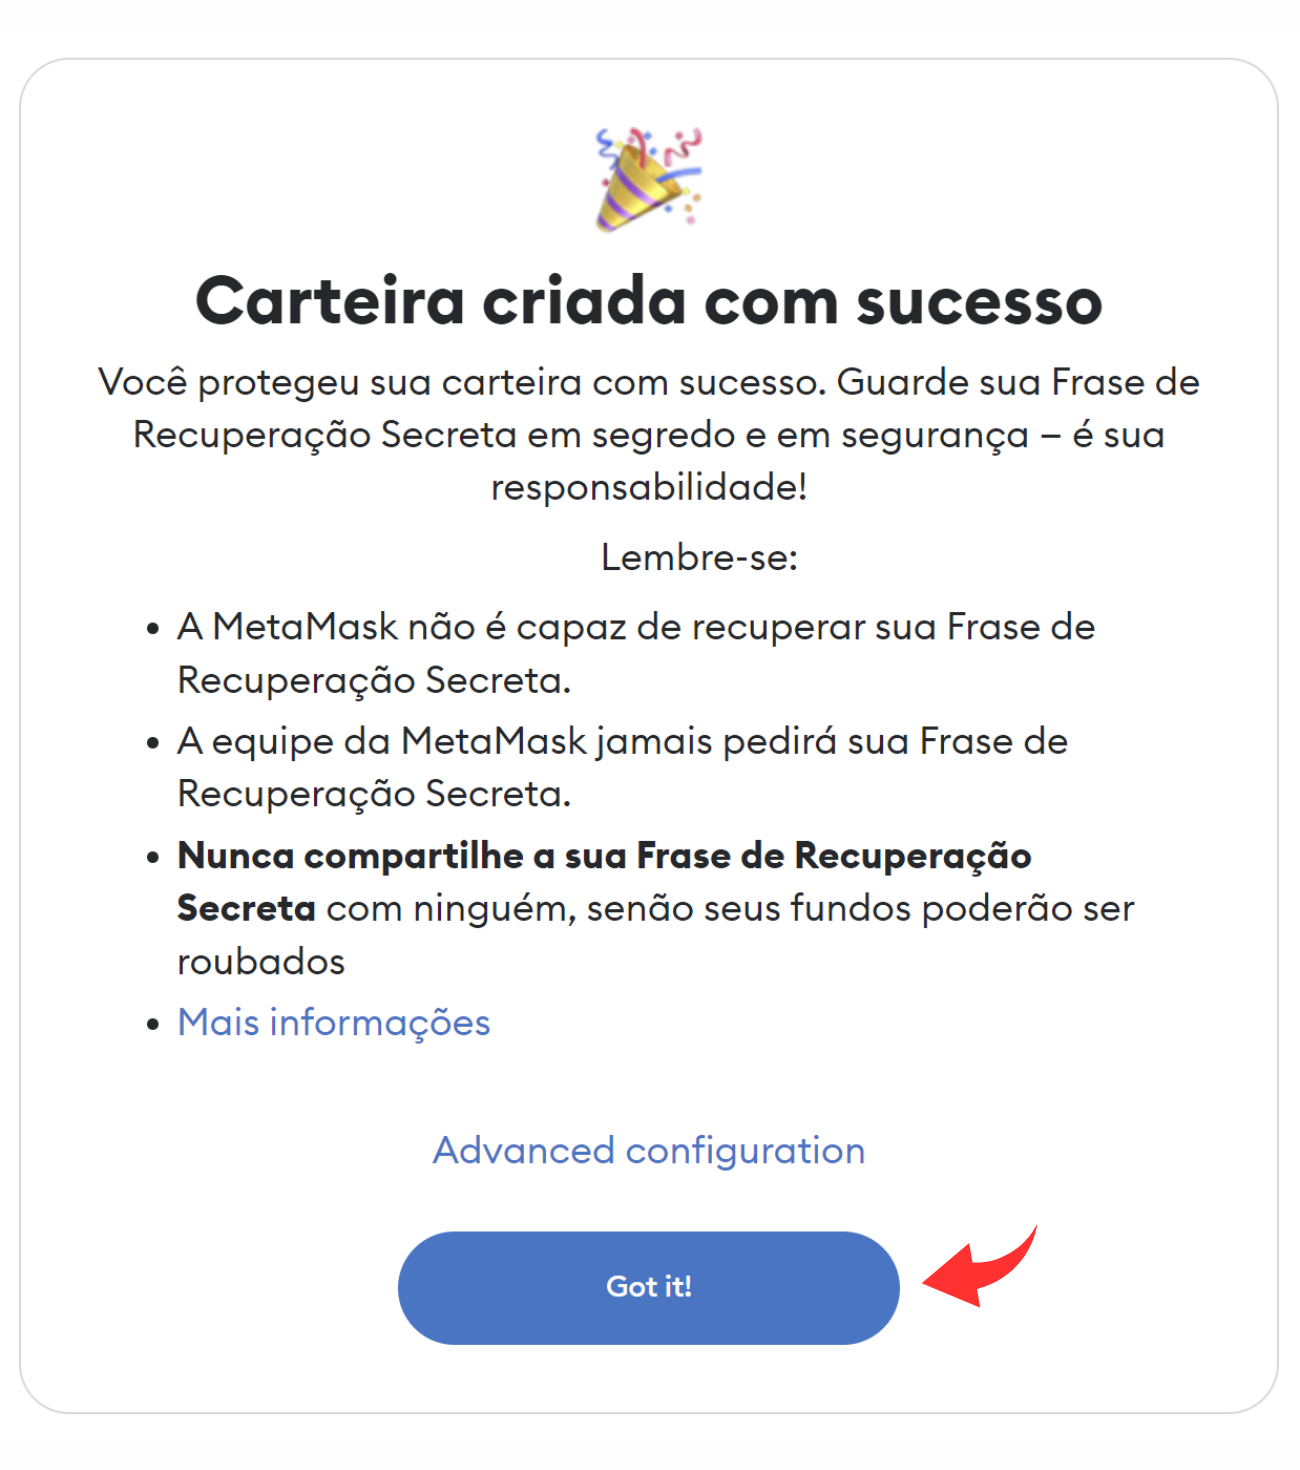 Carteira criada com sucesso
Você protegeu sua carteira com sucesso. Guarde sua Frase de
Recuperação Secreta em segredo e em segurança – é sua
responsabilidade!
Lembre-se:
• A MetaMask não é capaz de recuperar sua Frase de
Recuperação Secreta.
• A equipe da MetaMask jamais pedirá sua Frase de
Recuperação Secreta.
• Nunca compartilhe a sua Frase de Recuperação
Secreta com ninguém, senão seus fundos poderão ser
roubados
• Mais informações
Advanced configuration
Got it!